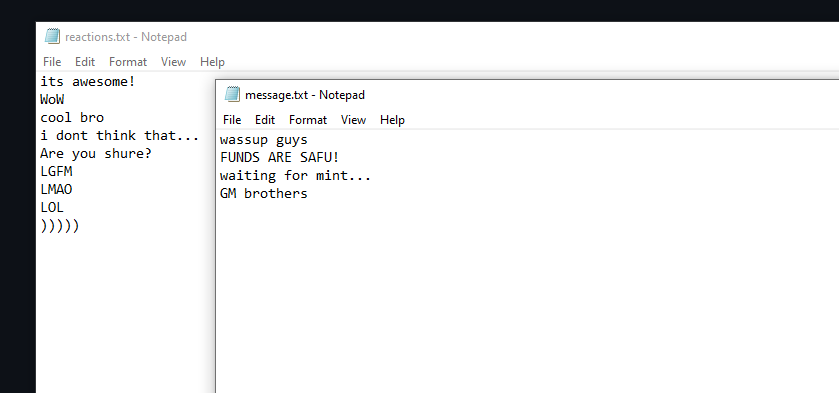 reactions.txt - Notepad
File Edit Format View Help
its awesome!
WoW
cool bro
i dont think that...
Are you shure?
LGFM
LMAO
LOL
)))))
message.txt - Notepad
File Edit Format View Help
wassup guys
FUNDS ARE SAFU!
waiting for mint...
GM brothers